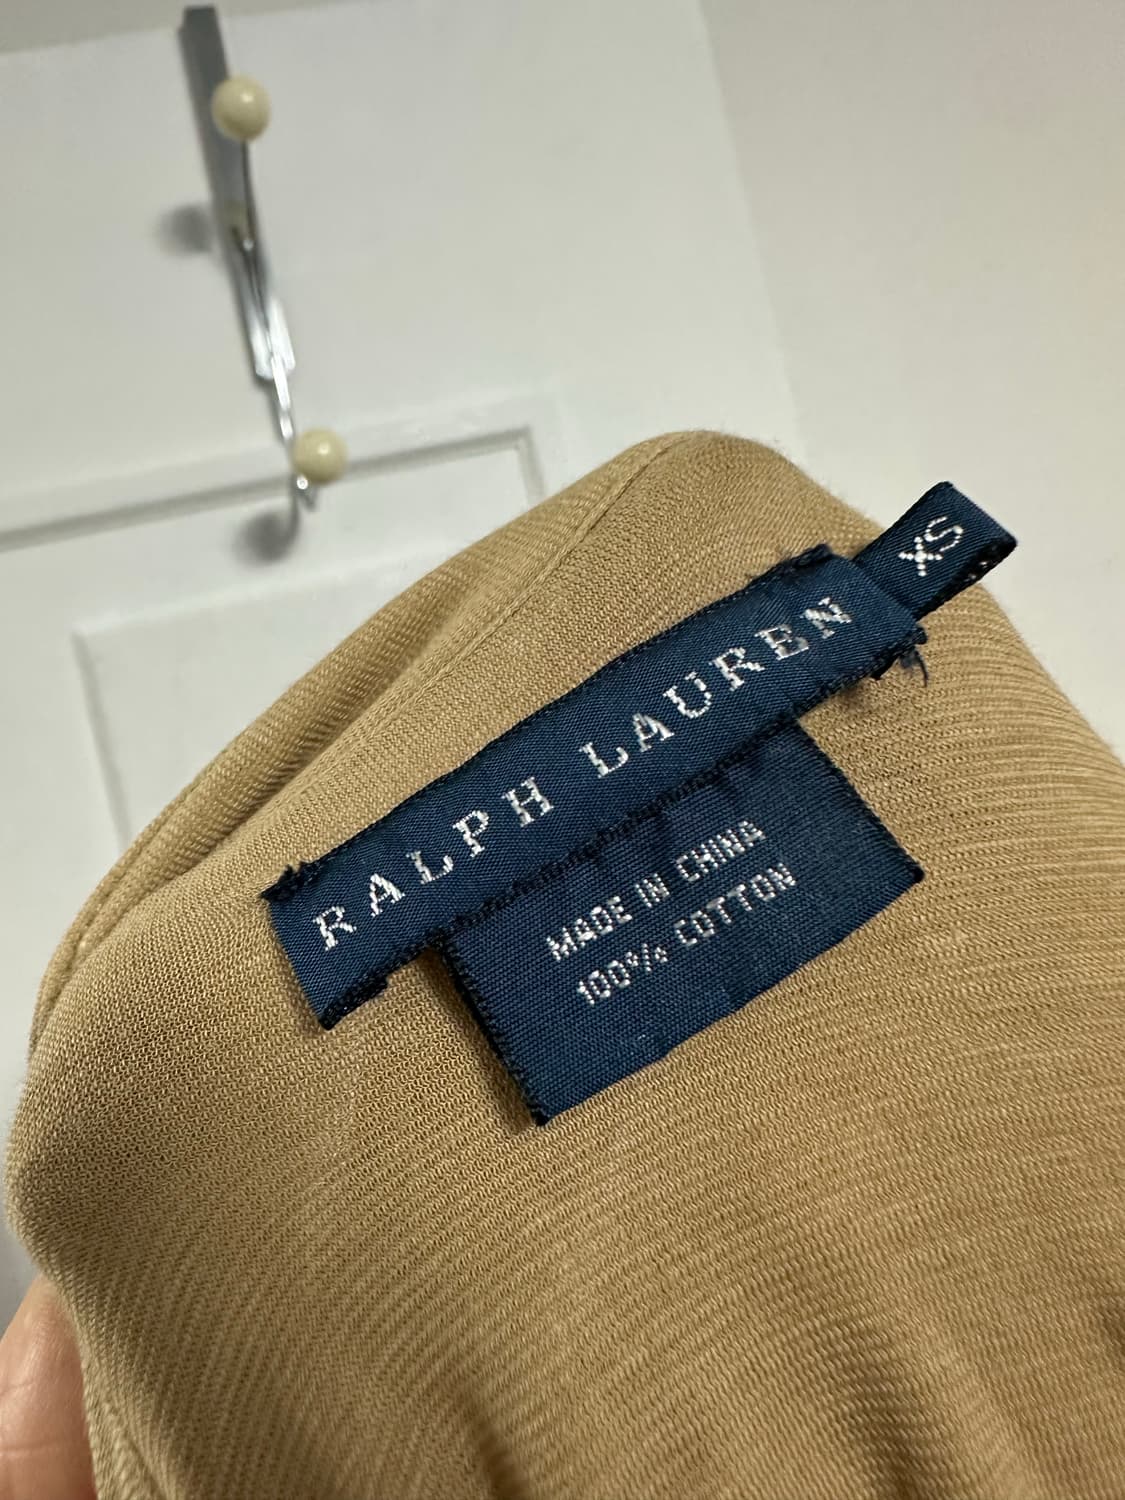 RALPH LAUREN
XS
MADE IN CHINA
100% COTTON